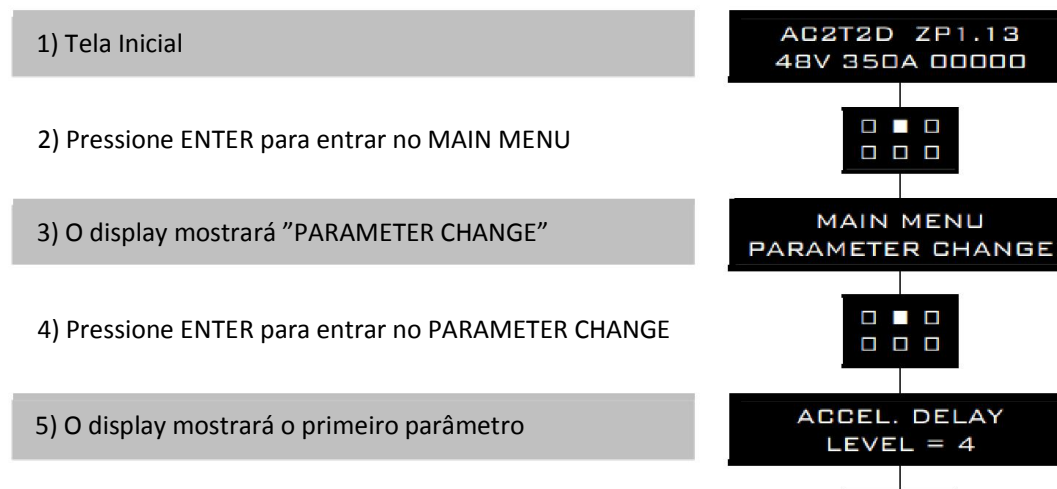 1) Tela Inicial
AC2T2D ZP1.13
48V 350A 00000
2) Pressione ENTER para entrar no MAIN MENU
3) O display mostrará ”PARAMETER CHANGE”
MAIN MENU
PARAMETER CHANGE
4) Pressione ENTER para entrar no PARAMETER CHANGE
5) O display mostrará o primeiro parâmetro
ACCEL. DELAY
LEVEL = 4